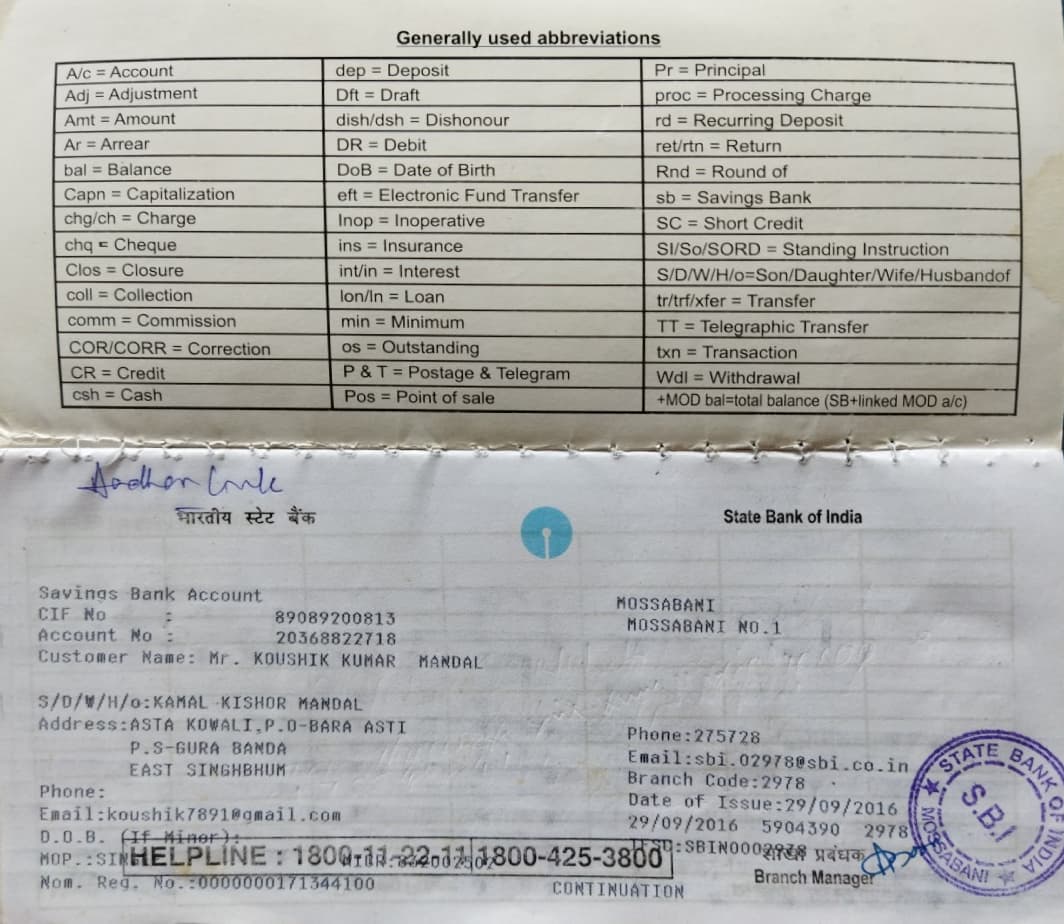 Generally used abbreviations
A/c = Account dep = Deposit Pr = Principal
Adj = Adjustment Dft = Draft proc = Processing Charge
Amt = Amount dish/dsh = Dishonour rd = Recurring Deposit
Ar = Arrear DR = Debit ret/rtn = Return
bal = Balance DoB = Date of Birth Rnd = Round of
Capn = Capitalization eft = Electronic Fund Transfer sb = Savings Bank
chg/ch = Charge Inop = Inoperative SC = Short Credit
chq = Cheque ins = Insurance SI/So/SORD = Standing Instruction
Clos = Closure int/in = Interest S/D/W/H/o=Son/Daughter/Wife/Husbandof
coll = Collection lon/ln = Loan tr/trf/xfer = Transfer
comm = Commission min = Minimum TT = Telegraphic Transfer
COR/CORR = Correction os = Outstanding txn = Transaction
CR = Credit P & T = Postage & Telegram Wdl = Withdrawal
csh = Cash Pos = Point of sale +MOD bal=total balance (SB+linked MOD a/c)
Aadhar Link
भारतीय स्टेट बैंक State Bank of India
Savings Bank Account MOSSABANI
CIF No : 89089200813 MOSSABANI NO.1
Account No : 20368822718
Customer Name: Mr. KOUSHIK KUMAR MANDAL
S/D/W/H/o:KAMAL KISHOR MANDAL
Address:ASTA KOWALI,P.O-BARA ASTI Phone:275728
P.S-GURA BANDA Email:sbi.02978@sbi.co.in
EAST SINGHBHUM Branch Code:2978
Phone: Date of Issue:29/09/2016
Email:koushik7891@gmail.com 29/09/2016 5904390 2978
D.O.B. (If Minor):
MOP.:
HELPLINE : 1800-11-22-11 1800-425-3800
शाखा प्रबंधक
Branch Manager
Nom. Reg. No.:0000000171344100 CONTINUATION
STATE BANK OF INDIA
S.B.I
MOSSABANI